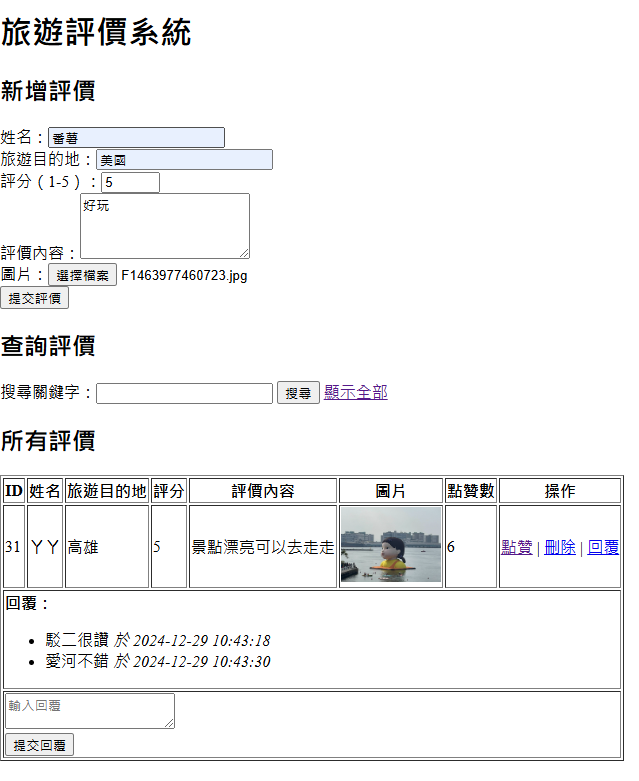 旅遊評價系統
新增評價
姓名：番薯
旅遊目的地：美國
評分（1-5）：5
好玩
評價內容：
圖片：選擇檔案 F1463977460723.jpg
提交評價
查詢評價
搜尋關鍵字： 搜尋 顯示全部
所有評價
ID 姓名 旅遊目的地 評分 評價內容 圖片 點贊數 操作
31 ㄚㄚ 高雄 5 景點漂亮可以去走走 6 點贊 | 刪除 | 回覆
回覆：
駁二很讚 於 2024-12-29 10:43:18
愛河不錯 於 2024-12-29 10:43:30
輸入回覆
提交回覆